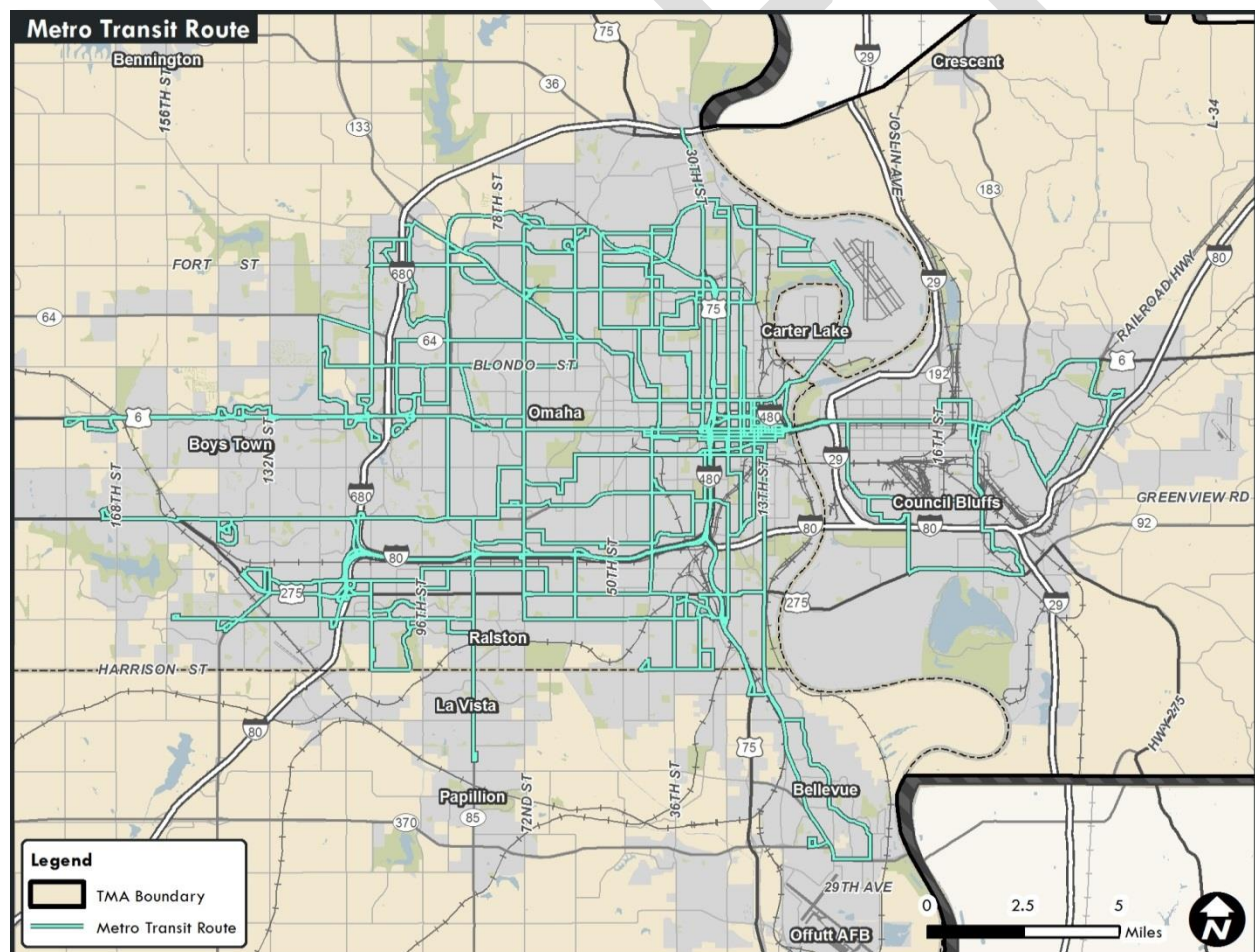 Metro Transit Route
75
29
Bennington
Crescent
156TH ST
36
L-34
133
JOSLIN AVE
30TH ST
183
78TH ST
RAILROAD HWY
80
FORT ST
680
29
75
64
Carter Lake
64
6
BLONDO ST
192
Omaha
480
16TH ST
6
Boys Town
132ND ST
29
168TH ST
480
13TH ST
680
Council Bluffs
GREENVIEW RD
80
80
92
80
50TH ST
275
96TH ST
275
29
Ralston
HARRISON ST
La Vista
HWY 275
80
75
72ND ST
36TH ST
Bellevue
Papillion
85
370
Legend
TMA Boundary
Metro Transit Route
29TH AVE
Offutt AFB
0 2.5 5
Miles
N